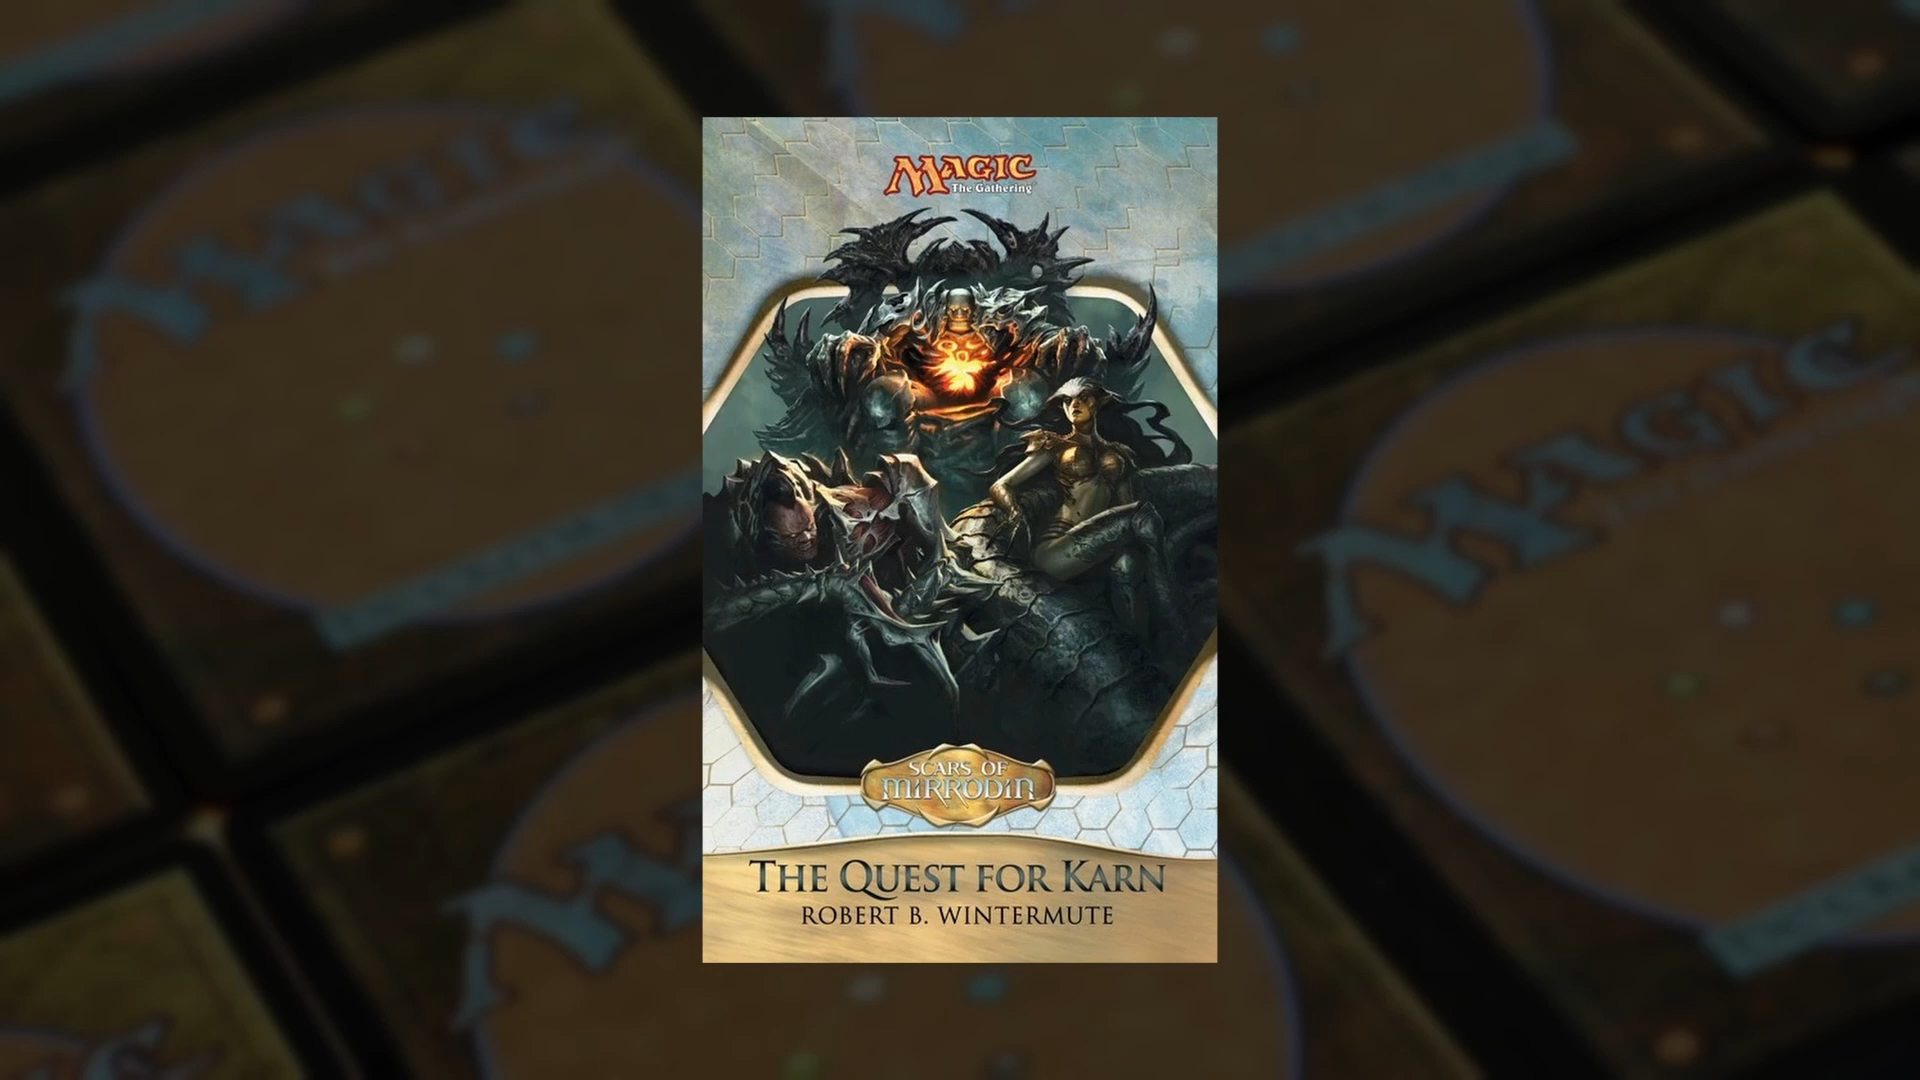 MAGIC
The Gathering
SCARS OF
MIRRODIN
THE QUEST FOR KARN
ROBERT B. WINTERMUTE